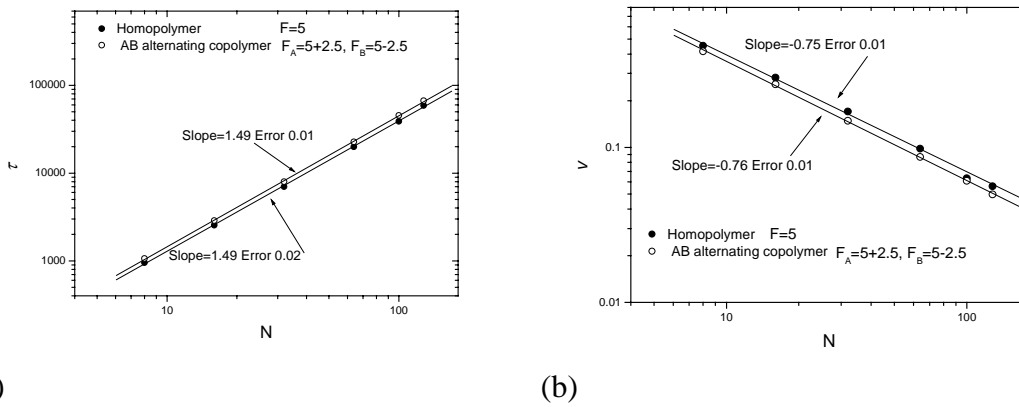 Homopolymer F=5
AB alternating copolymer F_A=5+2.5, F_B=5-2.5
100000
10000
1000
Slope=1.49 Error 0.01
Slope=1.49 Error 0.02
τ
10 100
N
)
Slope=-0.75 Error 0.01
Slope=-0.76 Error 0.01
0.1
0.01
v
Homopolymer F=5
AB alternating copolymer F_A=5+2.5, F_B=5-2.5
10 100
N
(b)